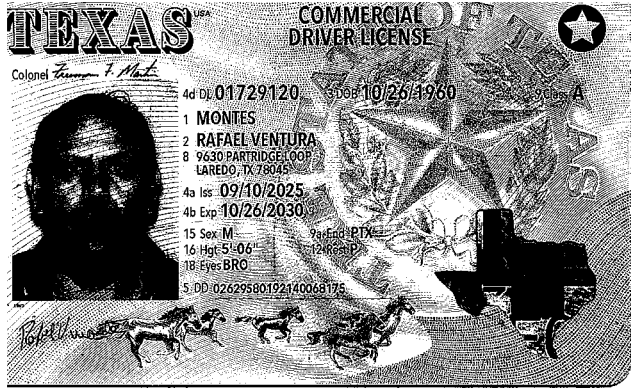 TEXAS USA
COMMERCIAL
DRIVER LICENSE
Colonel Freeman F. Martin
4d DL 01729120 3 DOB 10/26/1960 9 Class A
1 MONTES
2 RAFAEL VENTURA
8 9630 PARTRIDGE LOOP
LAREDO, TX 78045
4a Iss 09/10/2025
4b Exp 10/26/2030
15 Sex M 9a End PTX
16 Hgt 5'-06" 12 Rest P
18 Eyes BRO
5 DD 02629580192140068175